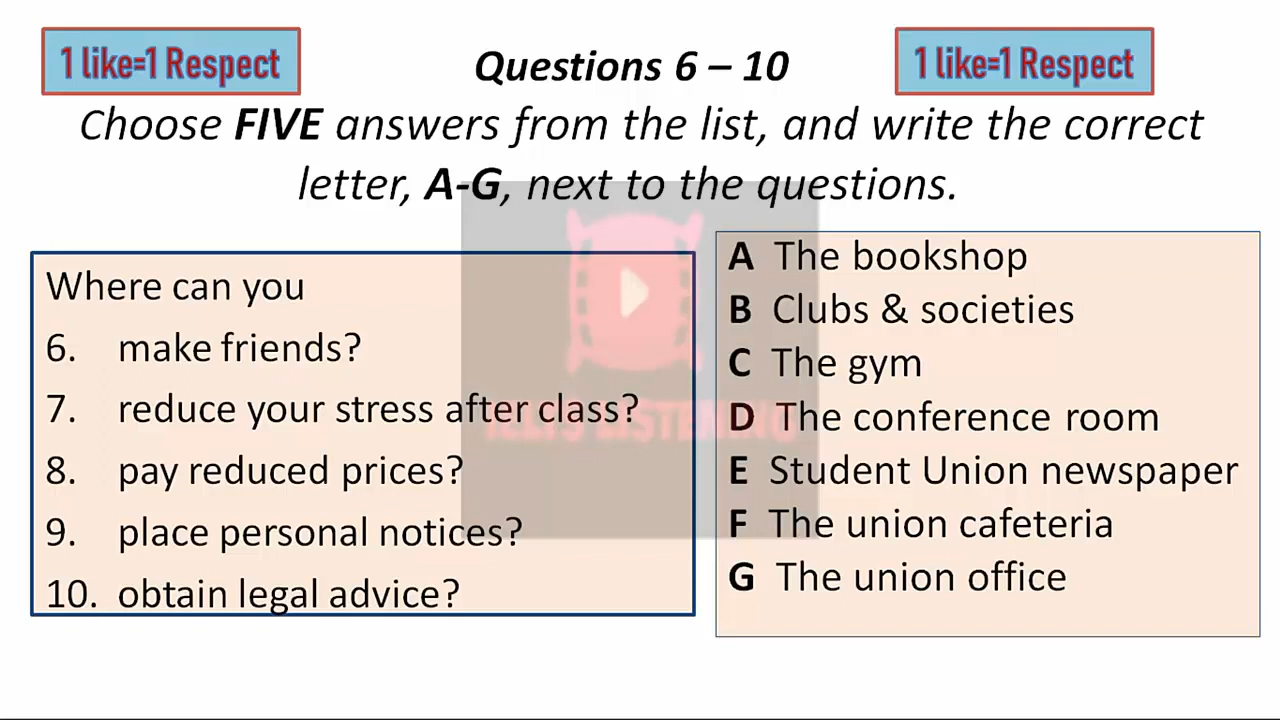 1 like=1 Respect
1 like=1 Respect
Questions 6 – 10
Choose FIVE answers from the list, and write the correct
letter, A-G, next to the questions.
Where can you
6. make friends?
7. reduce your stress after class?
8. pay reduced prices?
9. place personal notices?
10. obtain legal advice?
A The bookshop
B Clubs & societies
C The gym
D The conference room
E Student Union newspaper
F The union cafeteria
G The union office
IELTS LISTENING